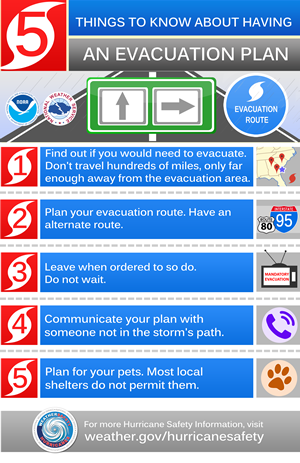 5
THINGS TO KNOW ABOUT HAVING
AN EVACUATION PLAN
NOAA
NATIONAL WEATHER SERVICE
EVACUATION
ROUTE
1
Find out if you would need to evacuate.
Don't travel hundreds of miles, only far
enough away from the evacuation area.
2
Plan your evacuation route. Have an
alternate route.
INTERSTATE
95
80
3
Leave when ordered to so do.
Do not wait.
MANDATORY
EVACUATION
4
Communicate your plan with
someone not in the storm's path.
5
Plan for your pets. Most local
shelters do not permit them.
For more Hurricane Safety Information, visit
weather.gov/hurricanesafety